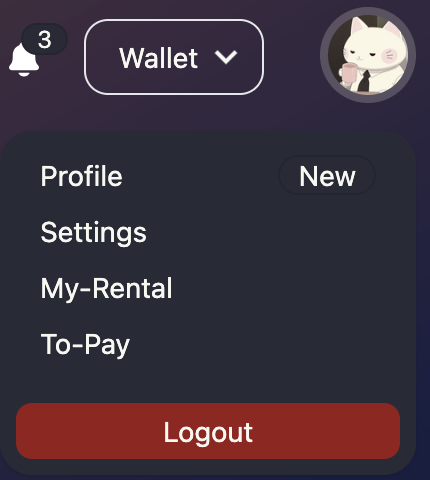 3
Wallet
Profile New
Settings
My-Rental
To-Pay
Logout